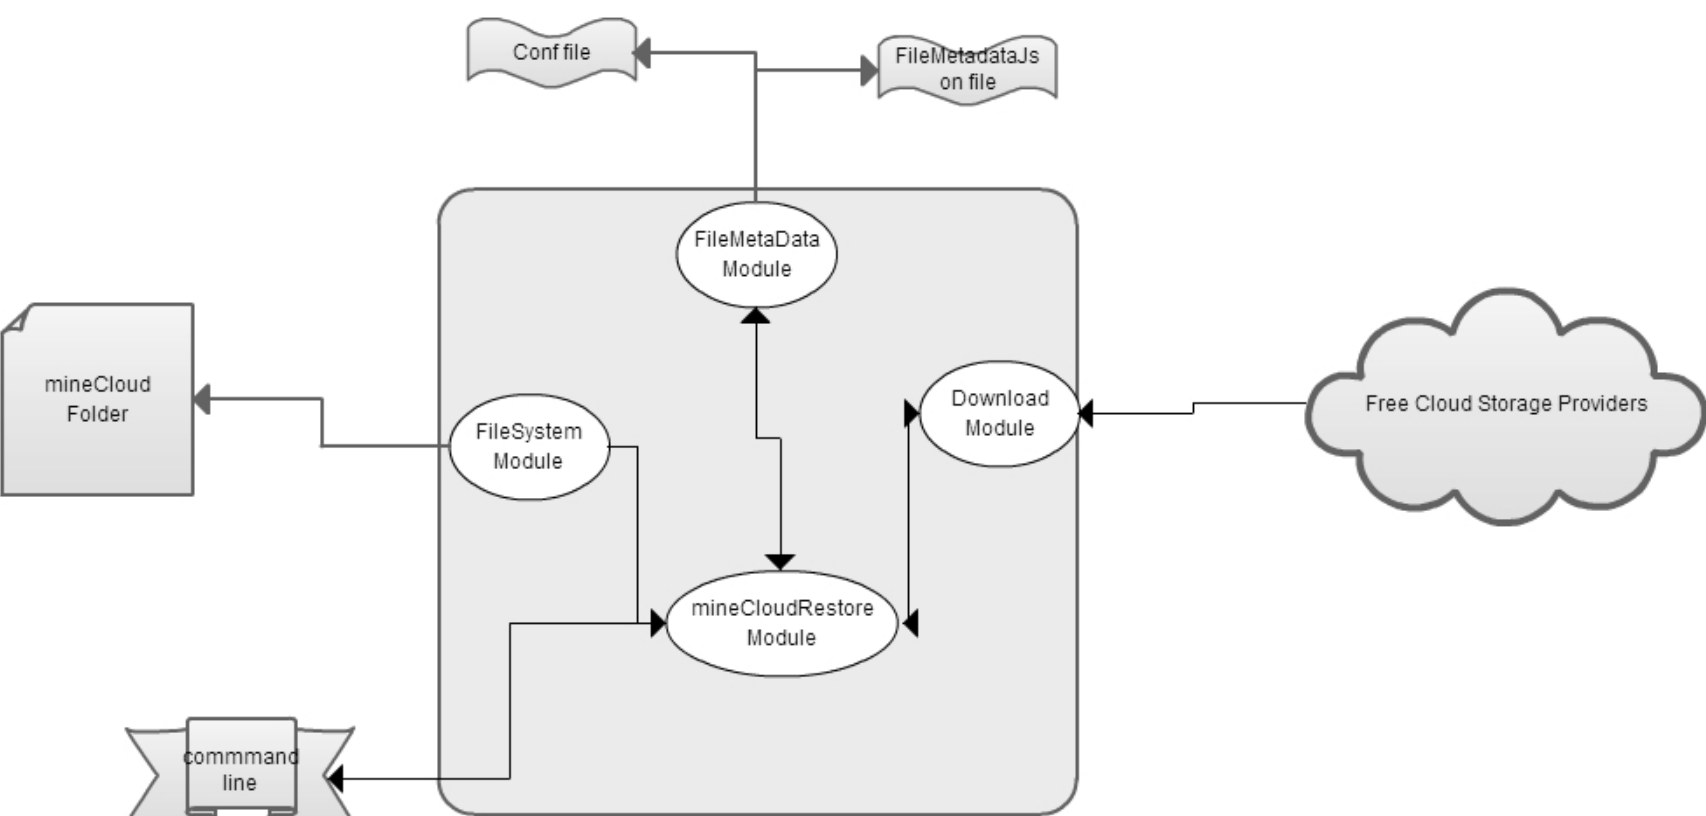 Conf file
FileMetadataJs
on file
FileMetaData
Module
mineCloud
Folder
FileSystem
Module
Download
Module
Free Cloud Storage Providers
mineCloudRestore
Module
commmand
line